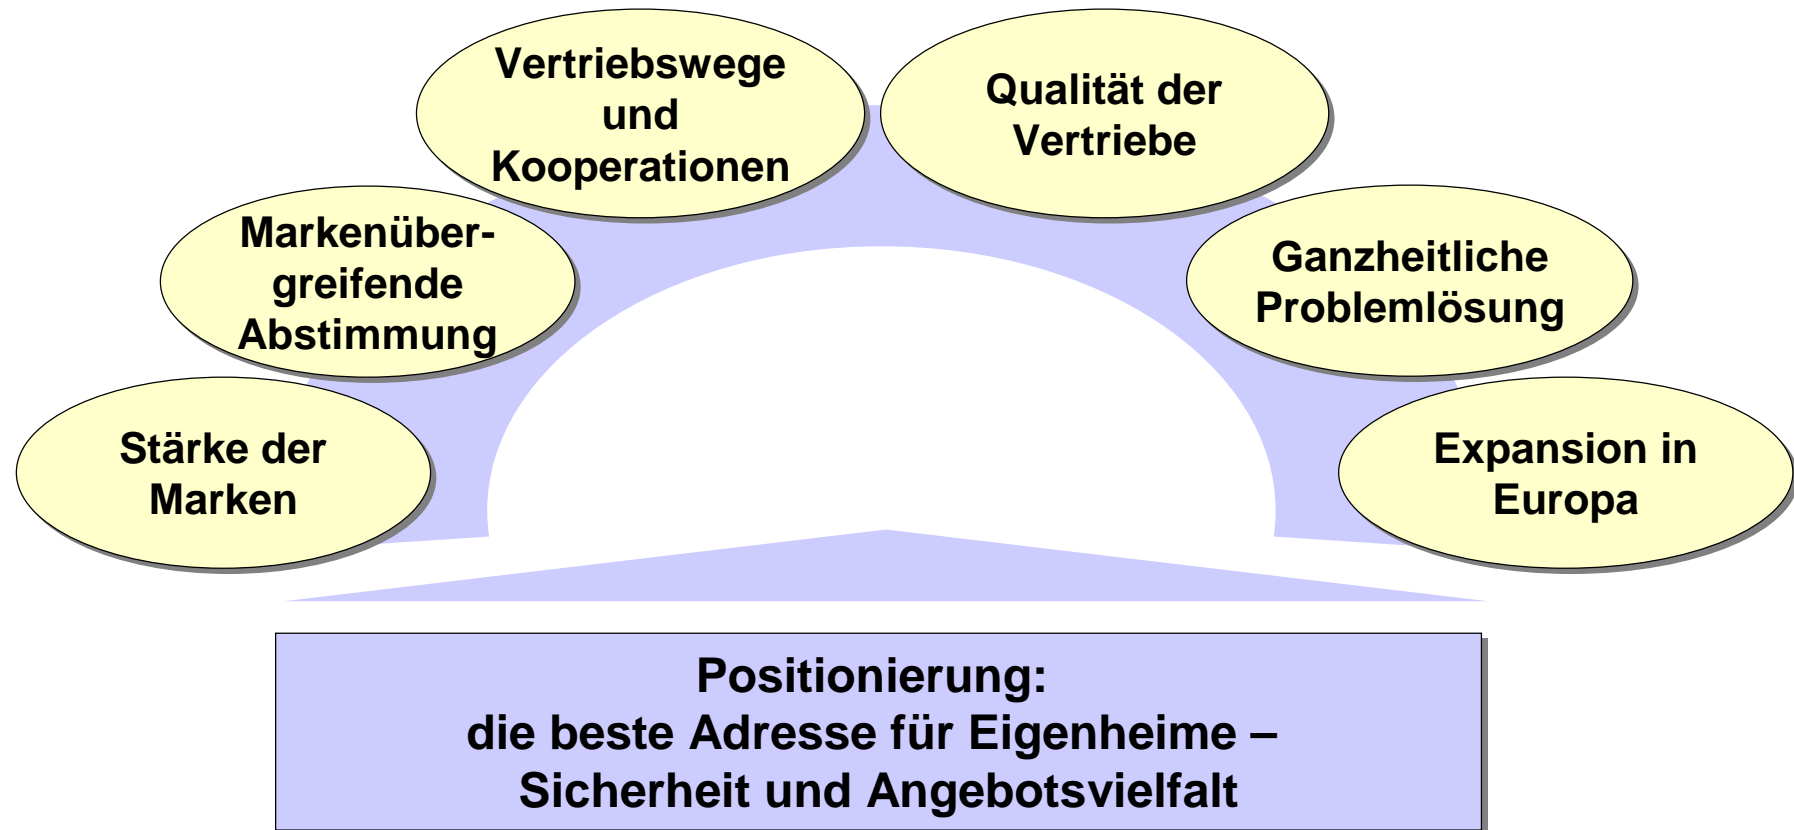 Vertriebswege
und
Kooperationen
Qualität der
Vertriebe
Markenüber-
greifende
Abstimmung
Ganzheitliche
Problemlösung
Stärke der
Marken
Expansion in
Europa
Positionierung:
die beste Adresse für Eigenheime –
Sicherheit und Angebotsvielfalt